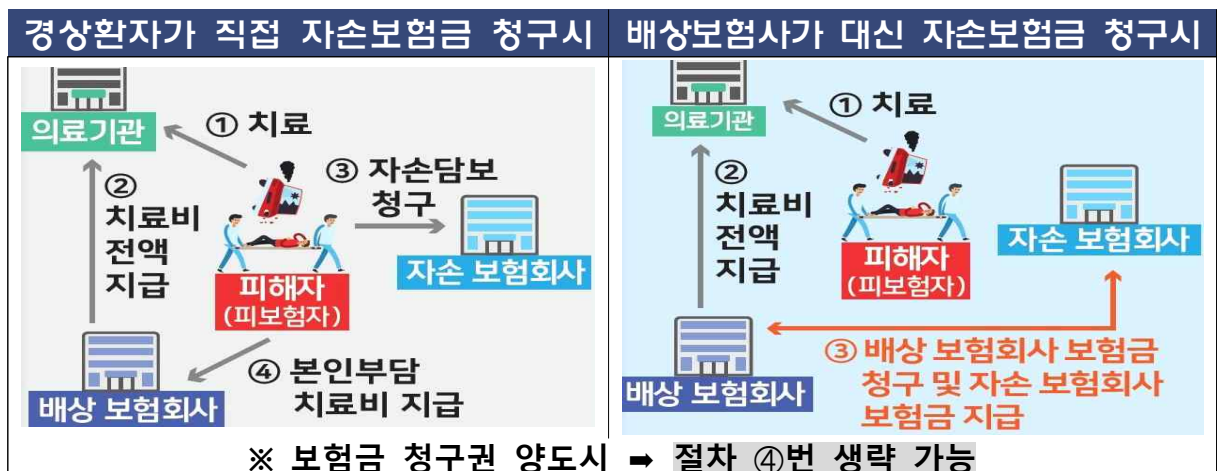 경상환자가 직접 자손보험금 청구시
의료기관
① 치료
②
치료비
전액
지급
③ 자손담보
청구
자손 보험회사
피해자
(피보험자)
④ 본인부담
치료비 지급
배상 보험회사
배상보험사가 대신 자손보험금 청구시
의료기관
① 치료
②
치료비
전액
지급
자손 보험회사
피해자
(피보험자)
③ 배상 보험회사 보험금
청구 및 자손 보험회사
보험금 지급
배상 보험회사
※ 보험금 청구권 양도시 ➡ 절차 ④번 생략 가능